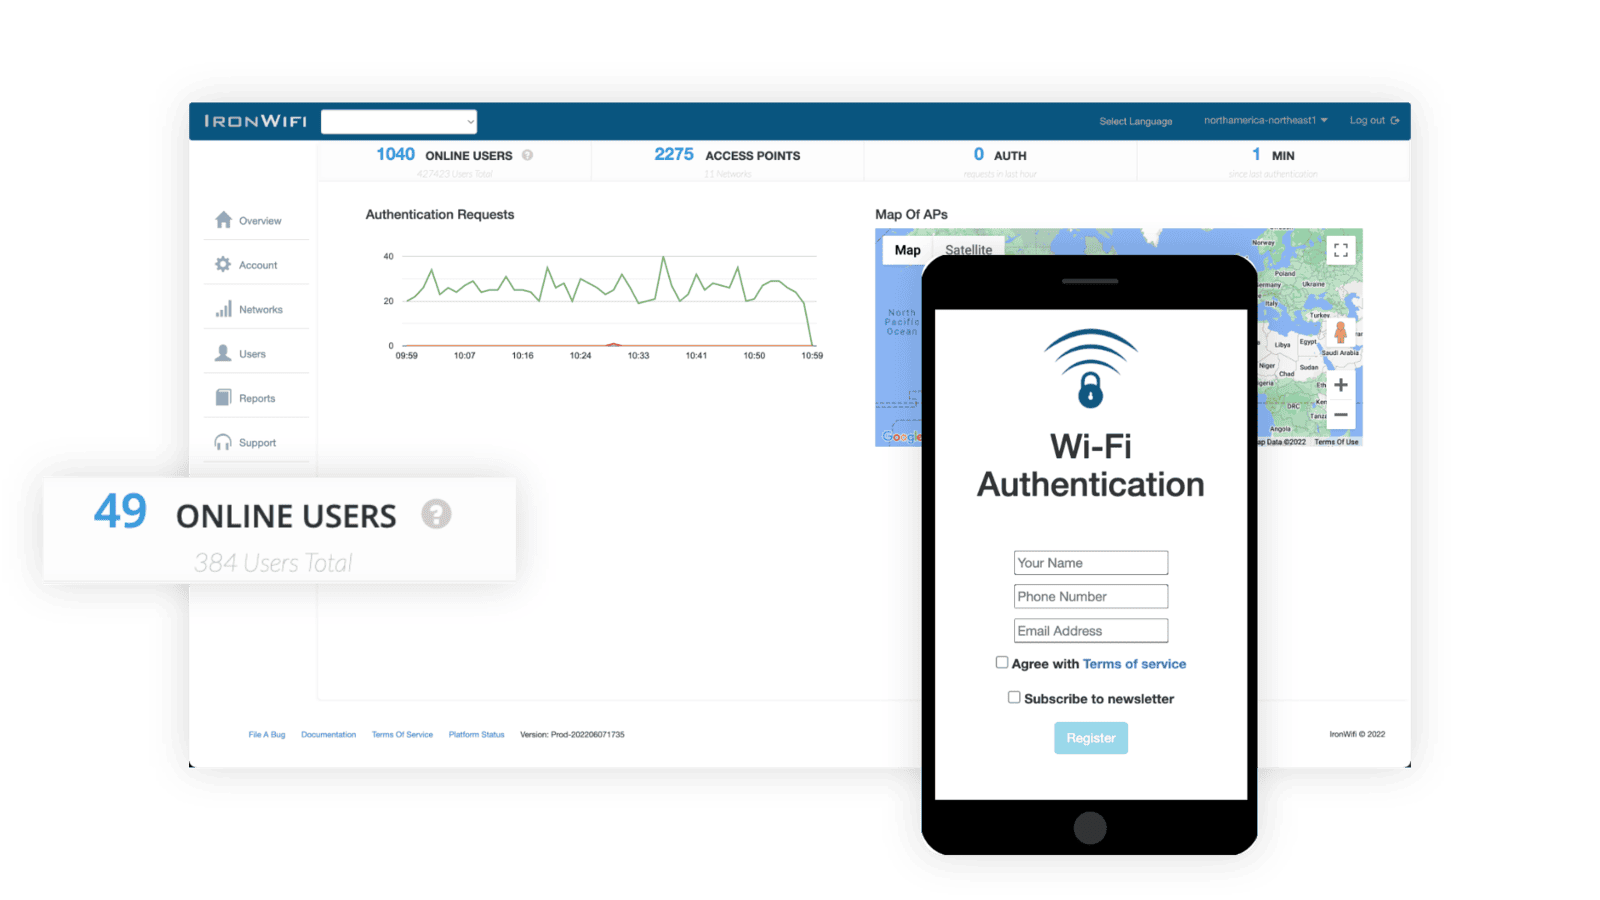 IRONWIFI
Select Language
northamerica-northeast1
Log out
1040 ONLINE USERS ?
427423 Users Total
2275 ACCESS POINTS
11 Networks
0 AUTH
requests in last hour
1 MIN
since last authentication
Overview
Account
Networks
Users
Reports
Support
Authentication Requests
40
20
0
09:59 10:07 10:16 10:24 10:33 10:41 10:50 10:59
Map Of APs
Map Satellite
North
Pacific
Ocean
Google
Norway
Poland
Ukraine
Italy
Turkey
Libya
Egypt
Saudi Arabia
Niger
Chad
Sudan
DRC
Angola
Map Data ©2022 Terms Of Use
49 ONLINE USERS ?
384 Users Total
Wi-Fi
Authentication
Your Name
Phone Number
Email Address
Agree with Terms of service
Subscribe to newsletter
Register
File A Bug Documentation Terms Of Service Platform Status Version: Prod-202206071735
IronWifi © 2022